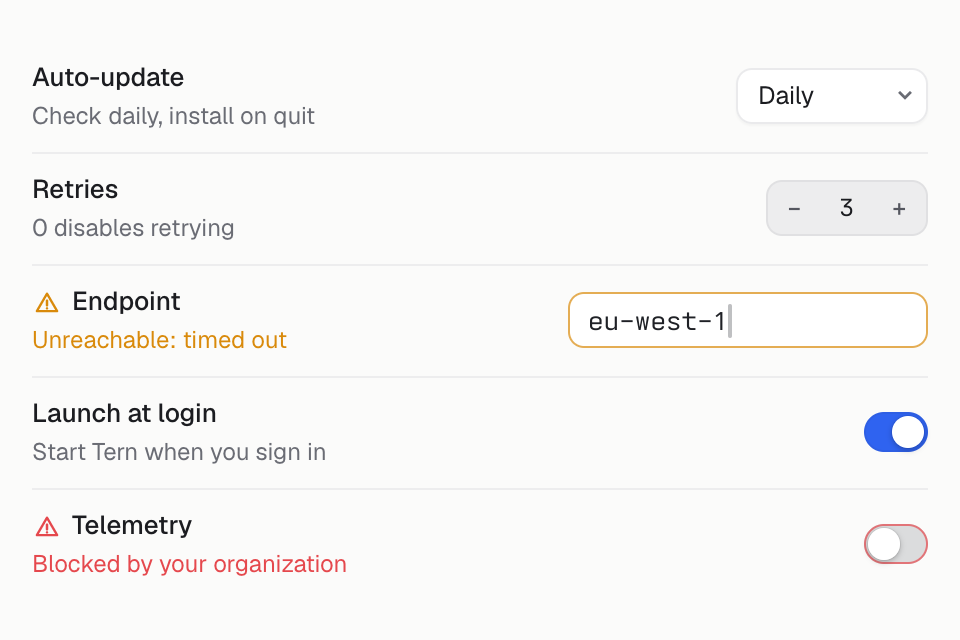 Auto-update
Check daily, install on quit
Daily
Retries
0 disables retrying
− 3 +
Endpoint
Unreachable: timed out
eu-west-1
Launch at login
Start Tern when you sign in
Telemetry
Blocked by your organization